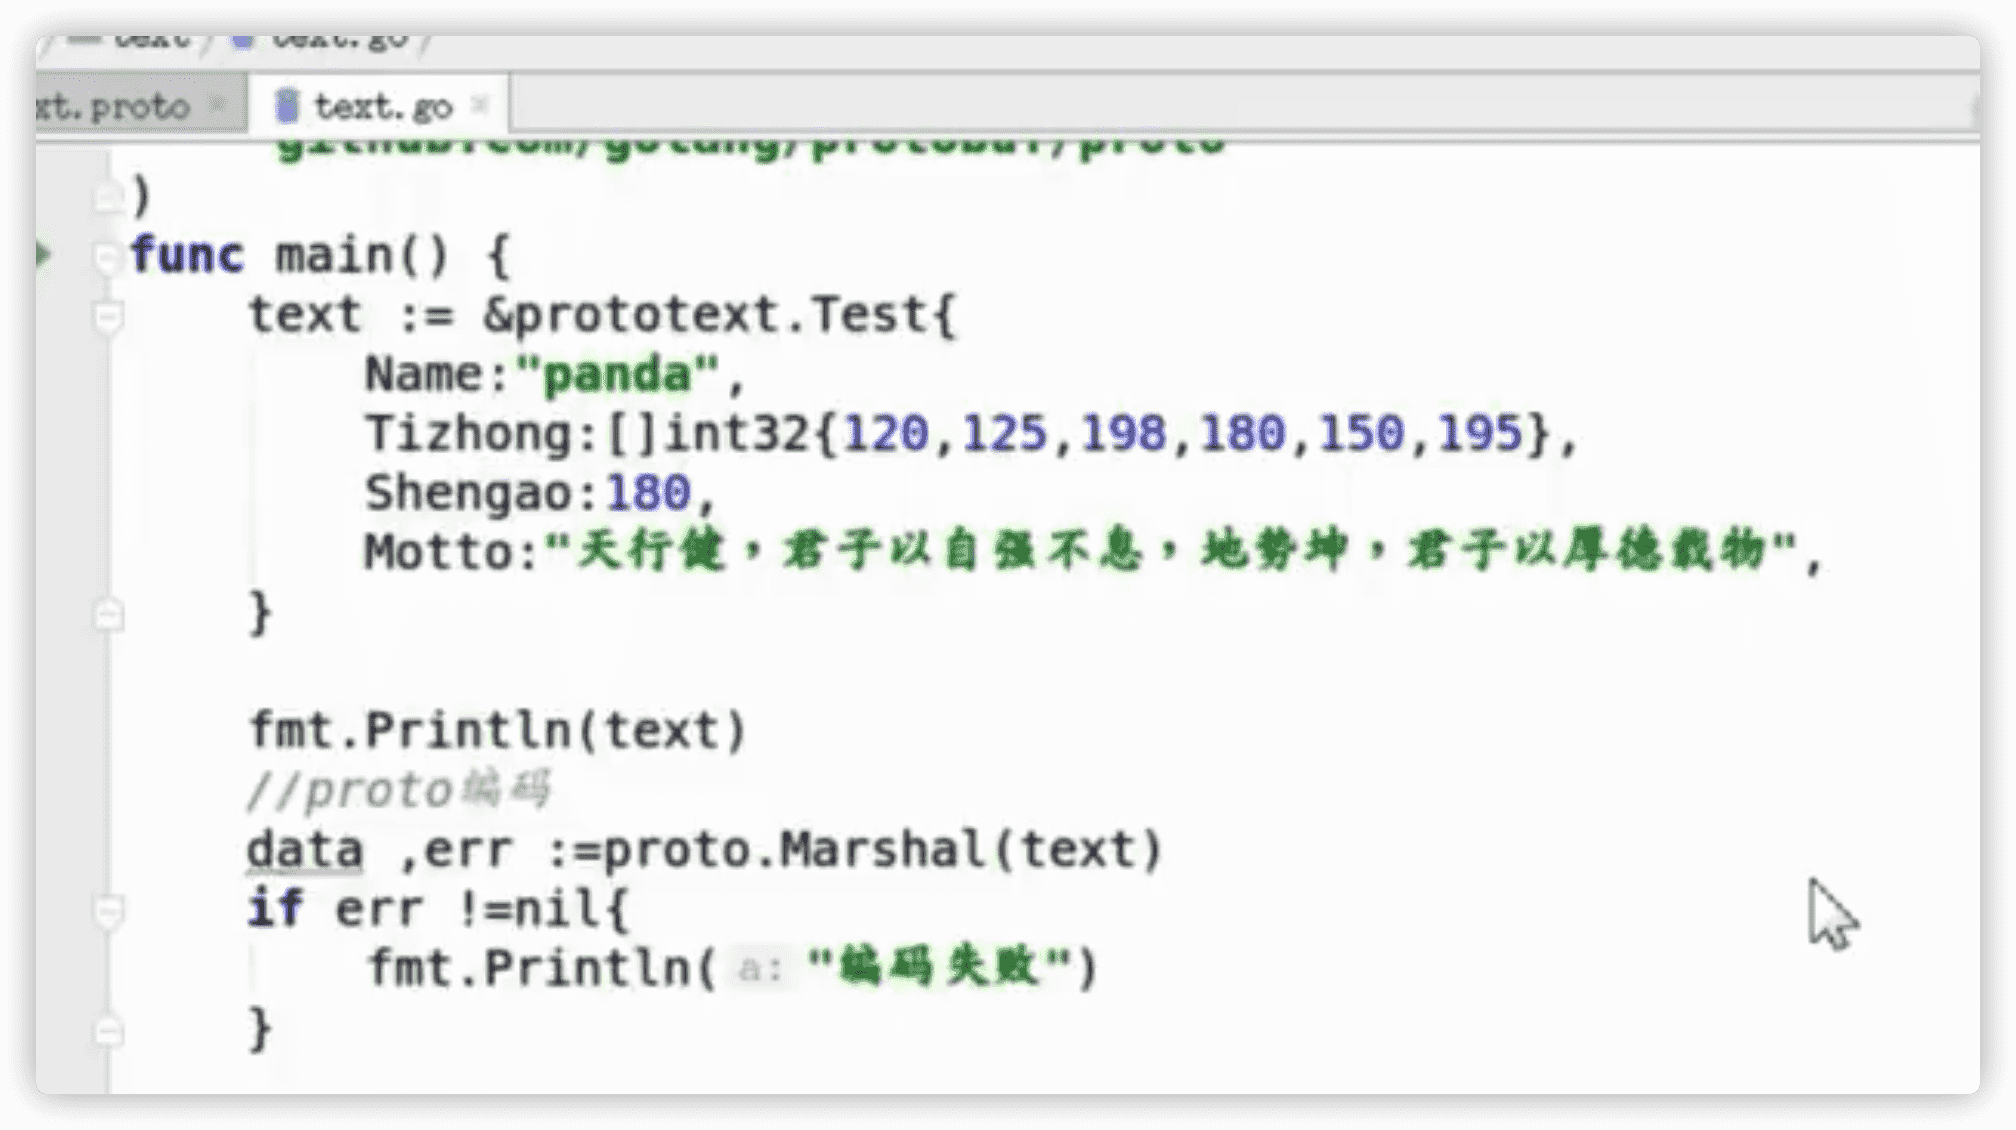 text / text.go /
xt.proto × text.go ×
github.com/golang/protobuf/proto
)
func main() {
text := &prototext.Test{
Name:"panda",
Tizhong:[]int32{120,125,198,180,150,195},
Shengao:180,
Motto:"天行健，君子以自强不息，地势坤，君子以厚德载物",
}
fmt.Println(text)
//proto编码
data ,err :=proto.Marshal(text)
if err !=nil{
fmt.Println( a: "编码失败")
}